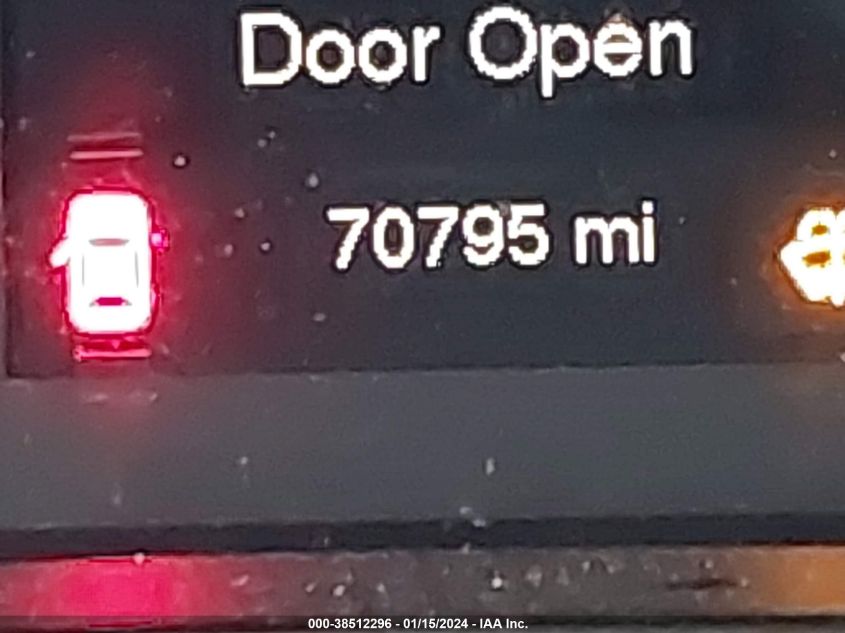 Door Open
70795 mi
000-38512296 - 01/15/2024 - IAA Inc.